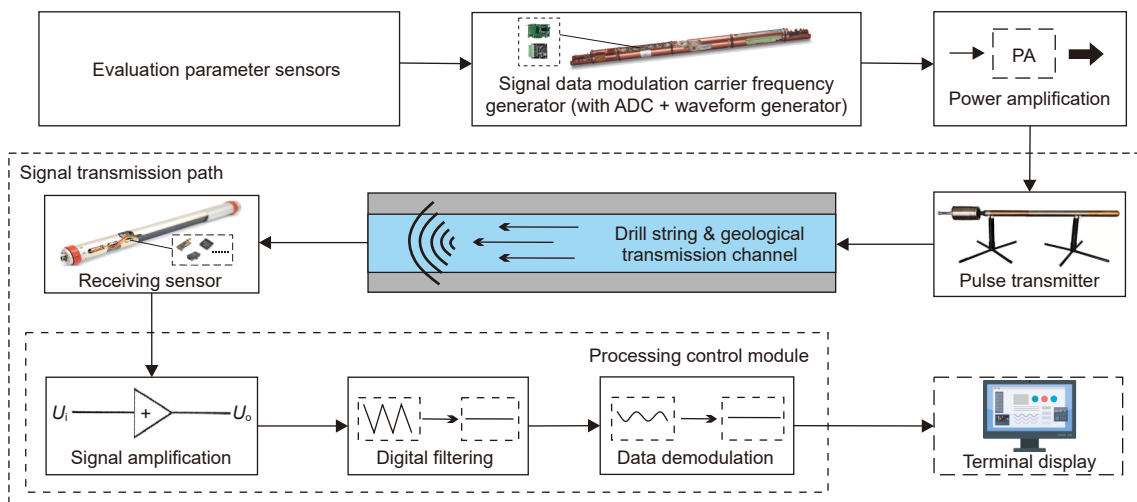 Evaluation parameter sensors
Signal data modulation carrier frequency
generator (with ADC + waveform generator)
PA
Power amplification
Signal transmission path
Receiving sensor
Drill string & geological
transmission channel
Pulse transmitter
Processing control module
Uᵢ
+
Uₒ
Signal amplification
Digital filtering
Data demodulation
Terminal display